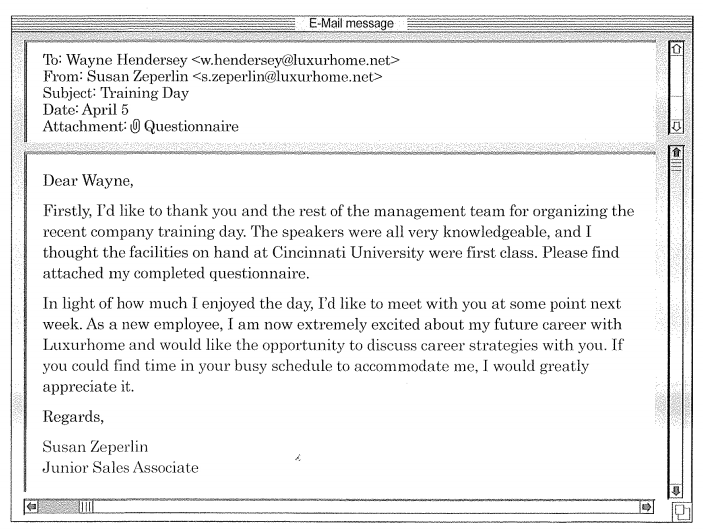 E-Mail message
To: Wayne Hendersey <w.hendersey@luxurhome.net>
From: Susan Zeperlin <s.zeperlin@luxurhome.net>
Subject: Training Day
Date: April 5
Attachment: Questionnaire
Dear Wayne,
Firstly, I'd like to thank you and the rest of the management team for organizing the
recent company training day. The speakers were all very knowledgeable, and I
thought the facilities on hand at Cincinnati University were first class. Please find
attached my completed questionnaire.
In light of how much I enjoyed the day, I'd like to meet with you at some point next
week. As a new employee, I am now extremely excited about my future career with
Luxurhome and would like the opportunity to discuss career strategies with you. If
you could find time in your busy schedule to accommodate me, I would greatly
appreciate it.
Regards,
Susan Zeperlin
Junior Sales Associate